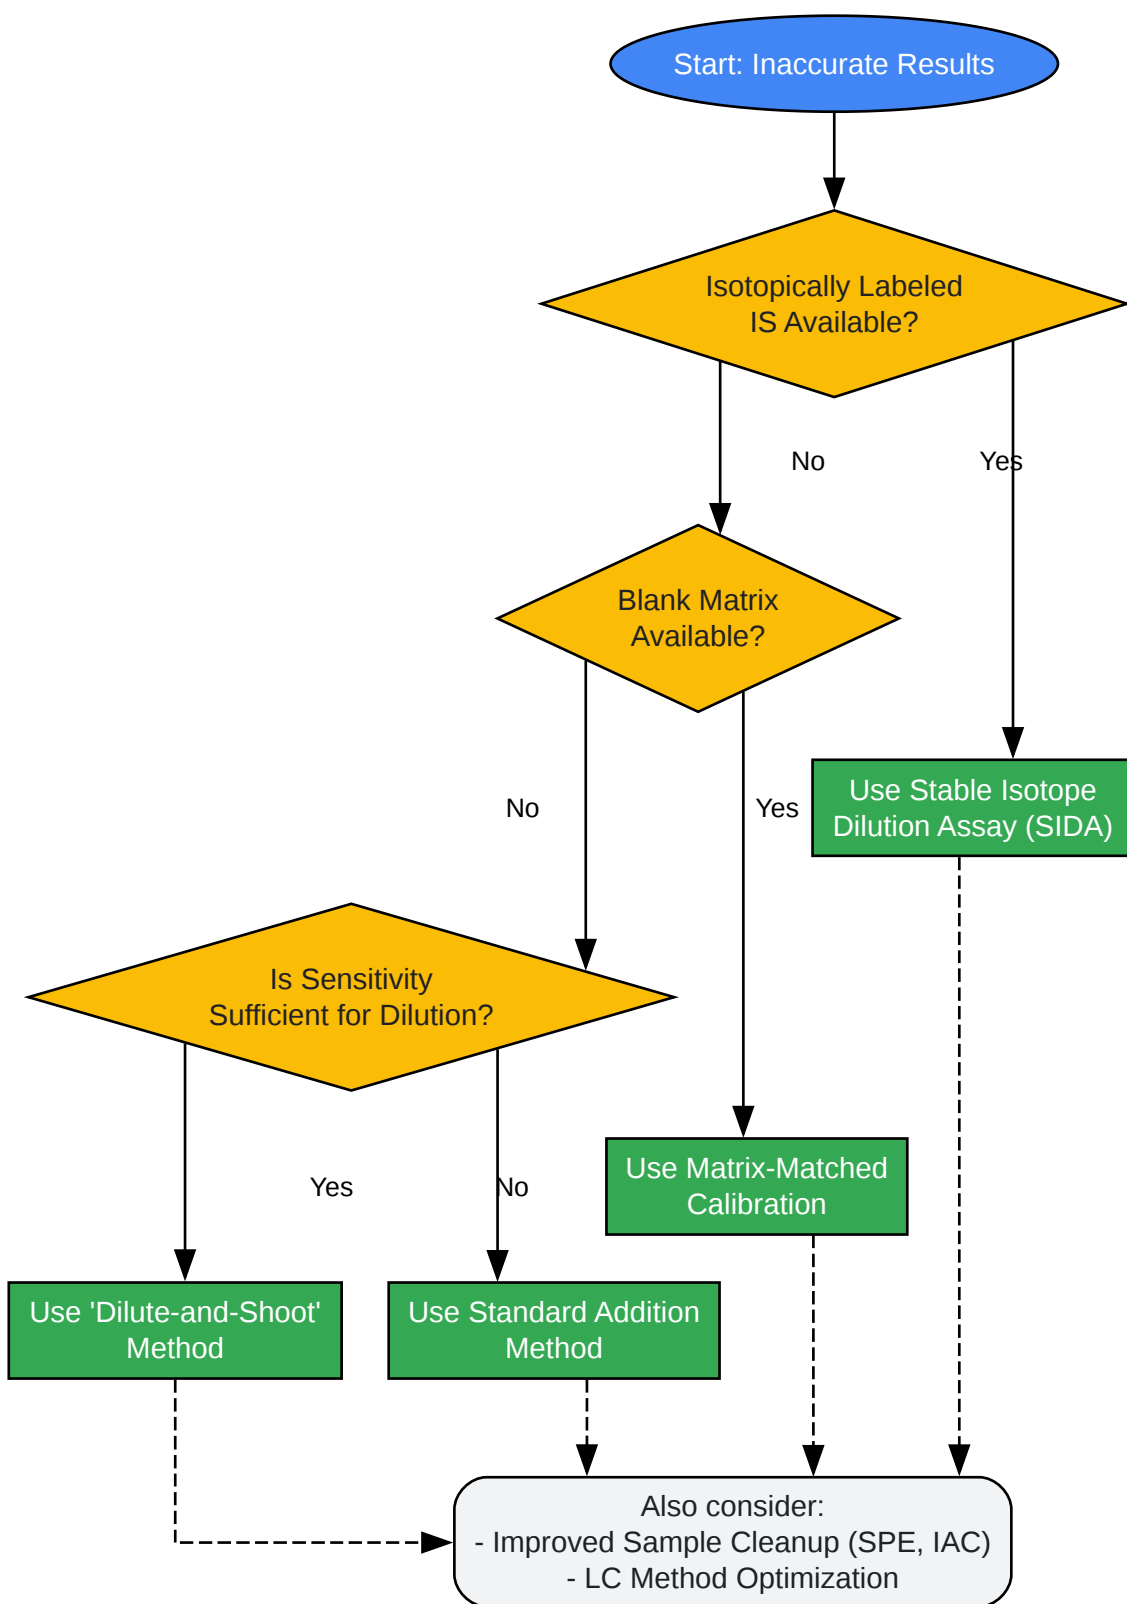 Start: Inaccurate Results
Isotopically Labeled
IS Available?
No
Yes
Blank Matrix
Available?
No
Yes
Use Stable Isotope
Dilution Assay (SIDA)
Is Sensitivity
Sufficient for Dilution?
Yes
No
Use Matrix-Matched
Calibration
Use 'Dilute-and-Shoot'
Method
Use Standard Addition
Method
Also consider:
- Improved Sample Cleanup (SPE, IAC)
- LC Method Optimization